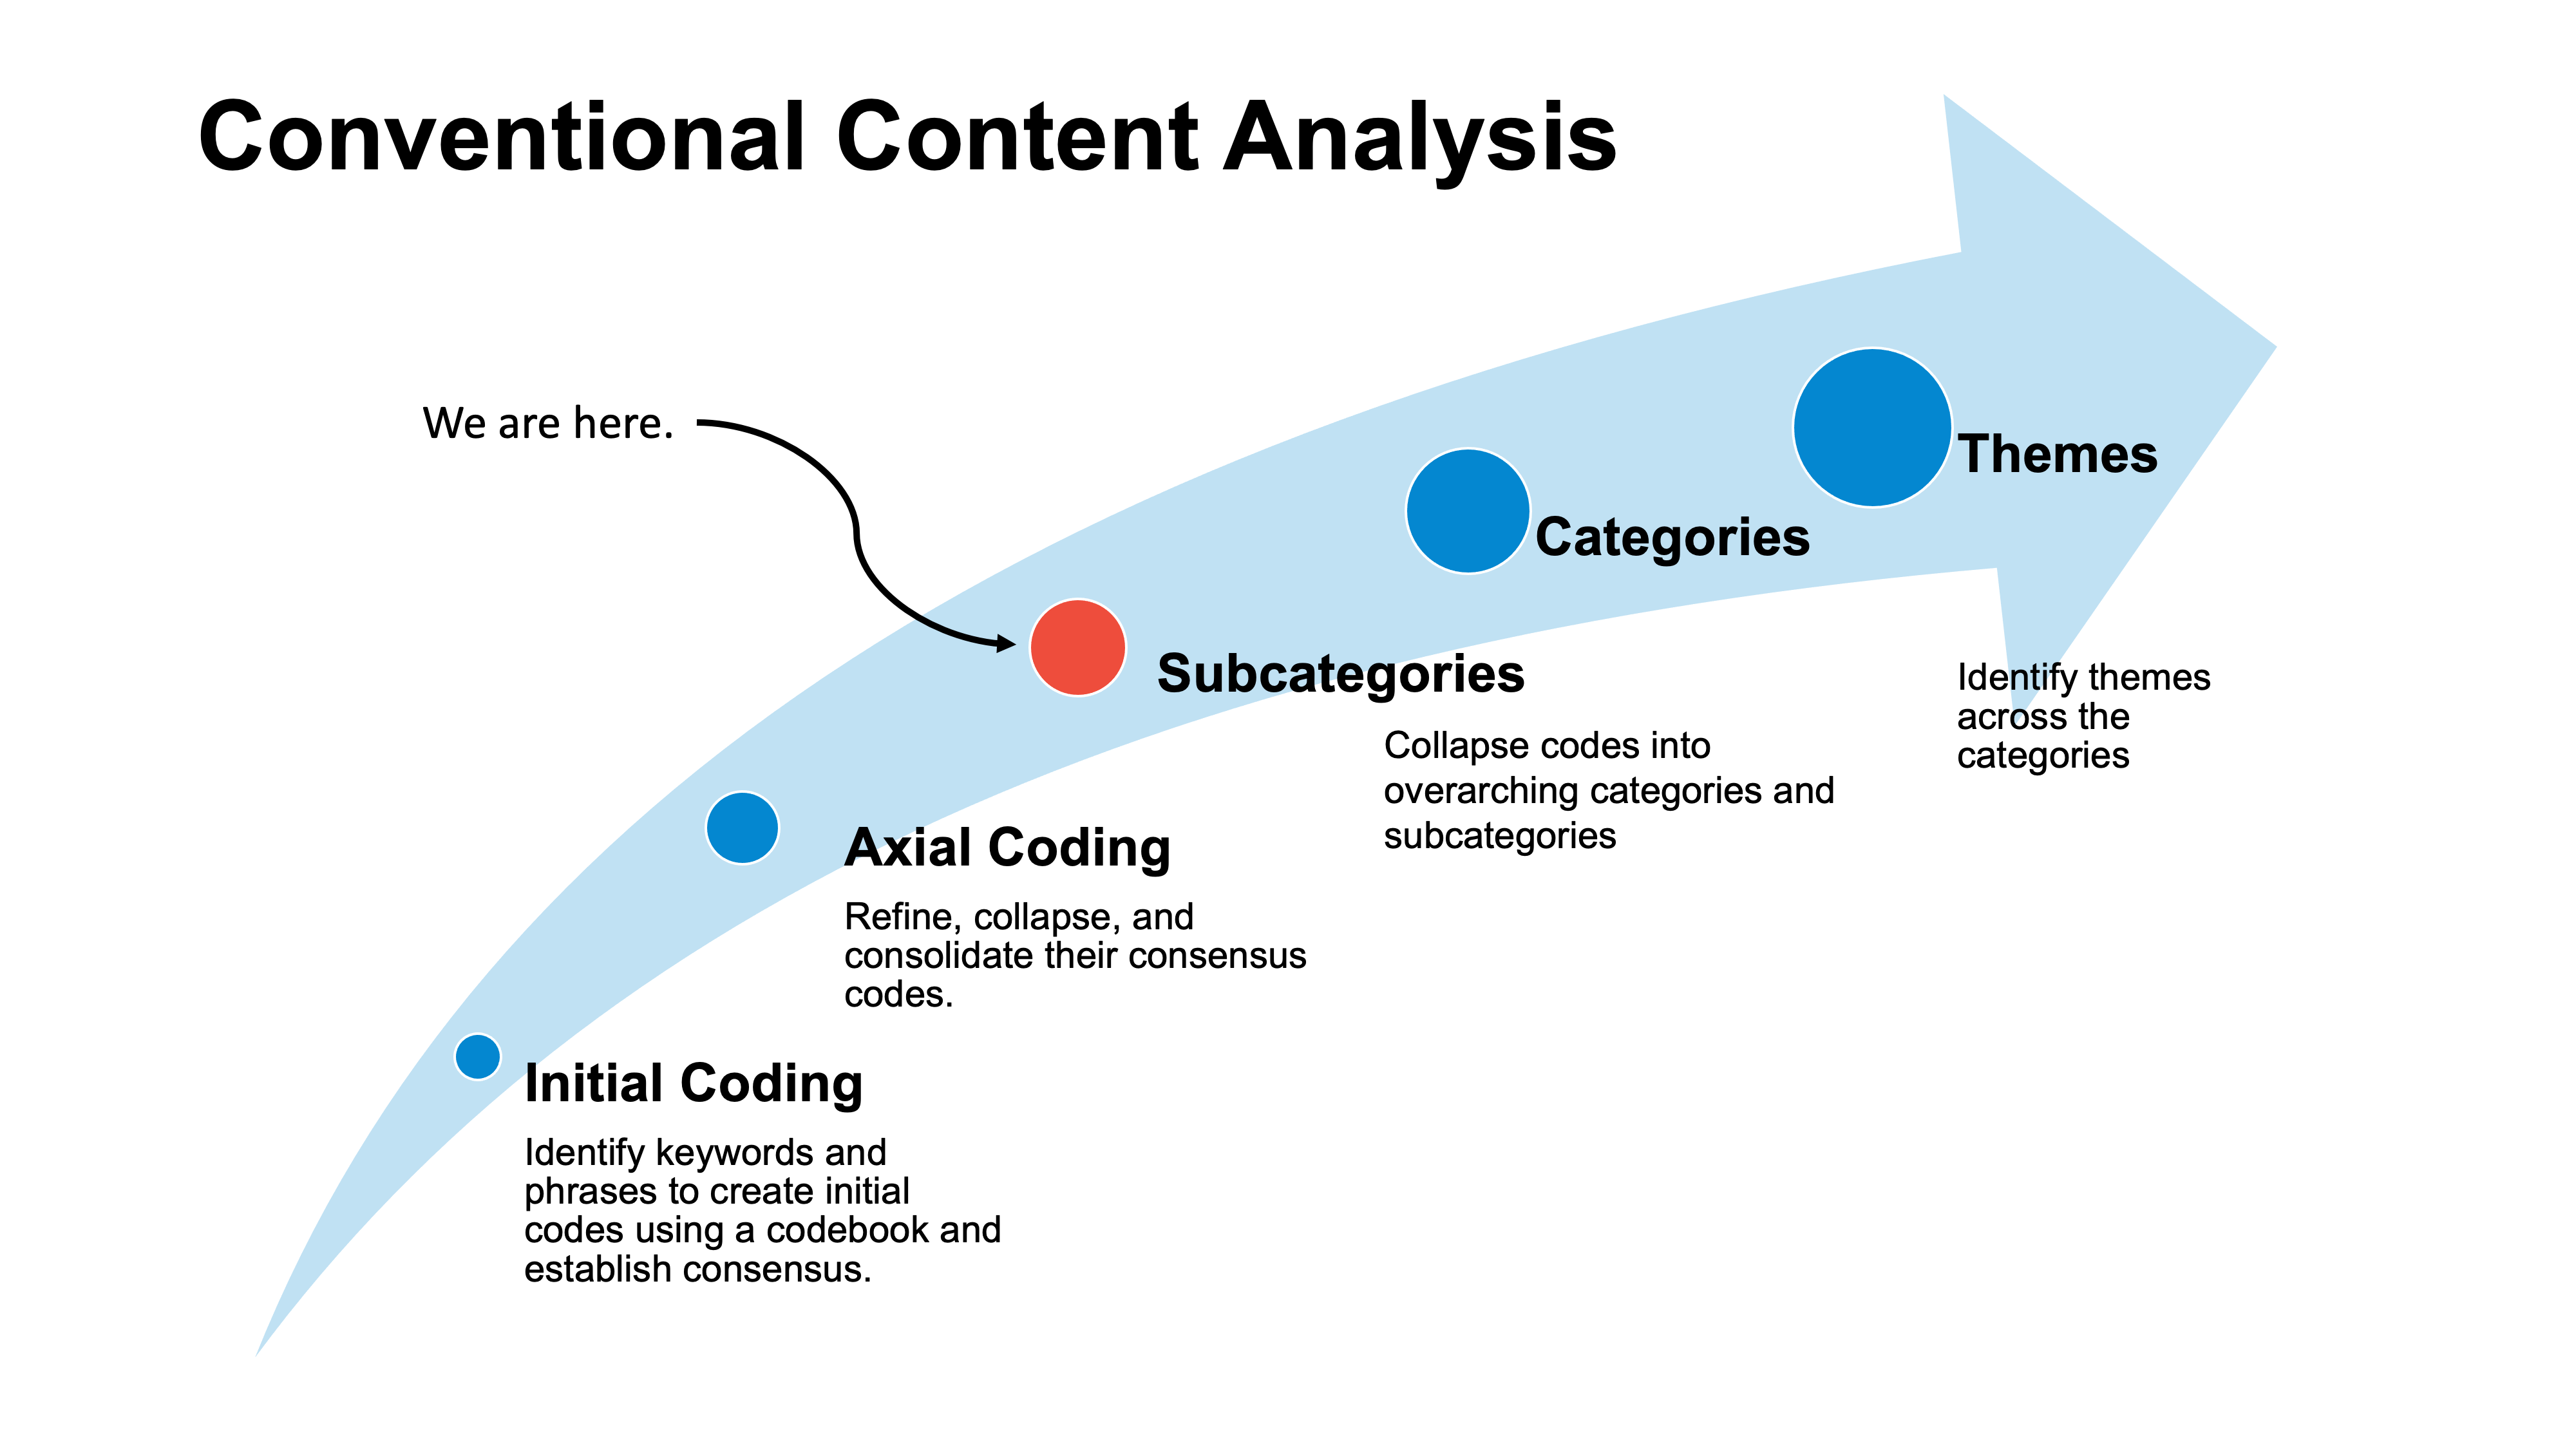 Conventional Content Analysis
We are here.
Themes
Categories
Subcategories
Identify themes
across the
categories
Collapse codes into
overarching categories and
subcategories
Axial Coding
Refine, collapse, and
consolidate their consensus
codes.
Initial Coding
Identify keywords and
phrases to create initial
codes using a codebook and
establish consensus.